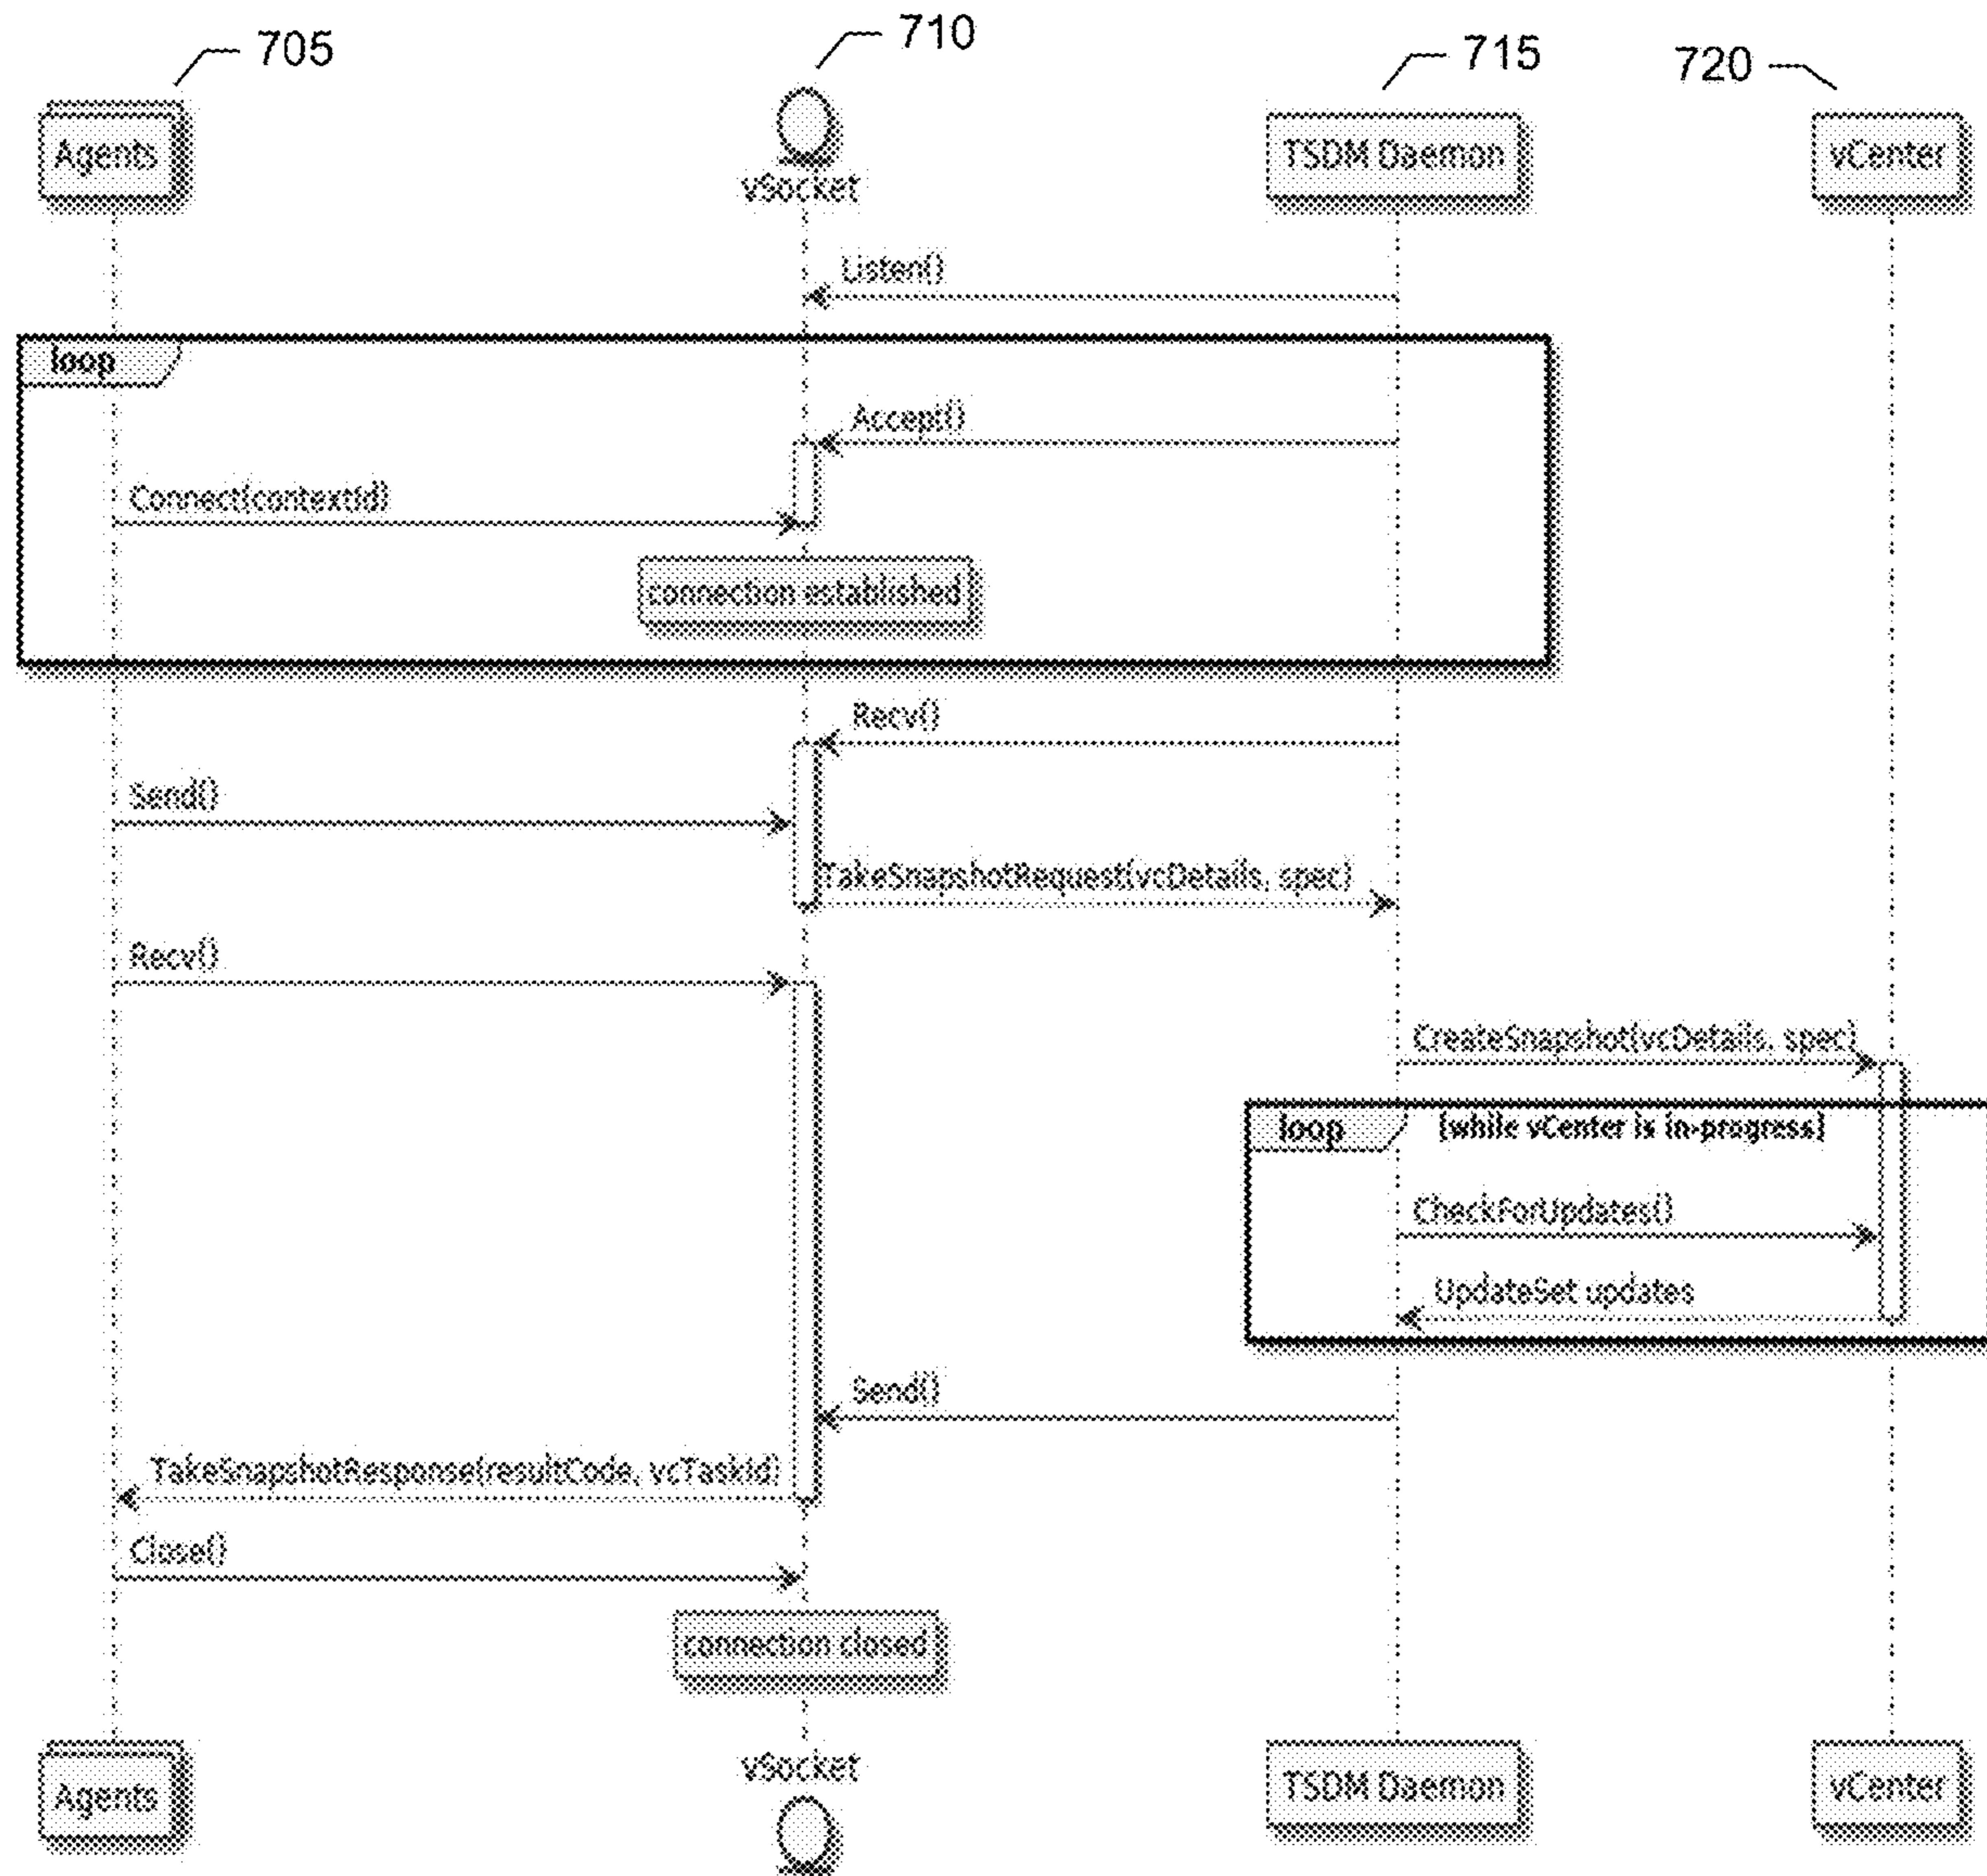 705
710
715
720
Agents
vSocket
TSDM Daemon
vCenter
Listen()
loop
Accept()
Connect(contextId)
connection established
Recv()
Send()
TakeSnapshotRequest(vcDetails, spec)
Recv()
CreateSnapshot(vcDetails, spec)
loop
[while vCenter is in-progress]
CheckForUpdates()
UpdateSet updates
Send()
TakeSnapshotResponse(resultCode, vcTaskId)
Close()
connection closed
Agents
vSocket
TSDM Daemon
vCenter